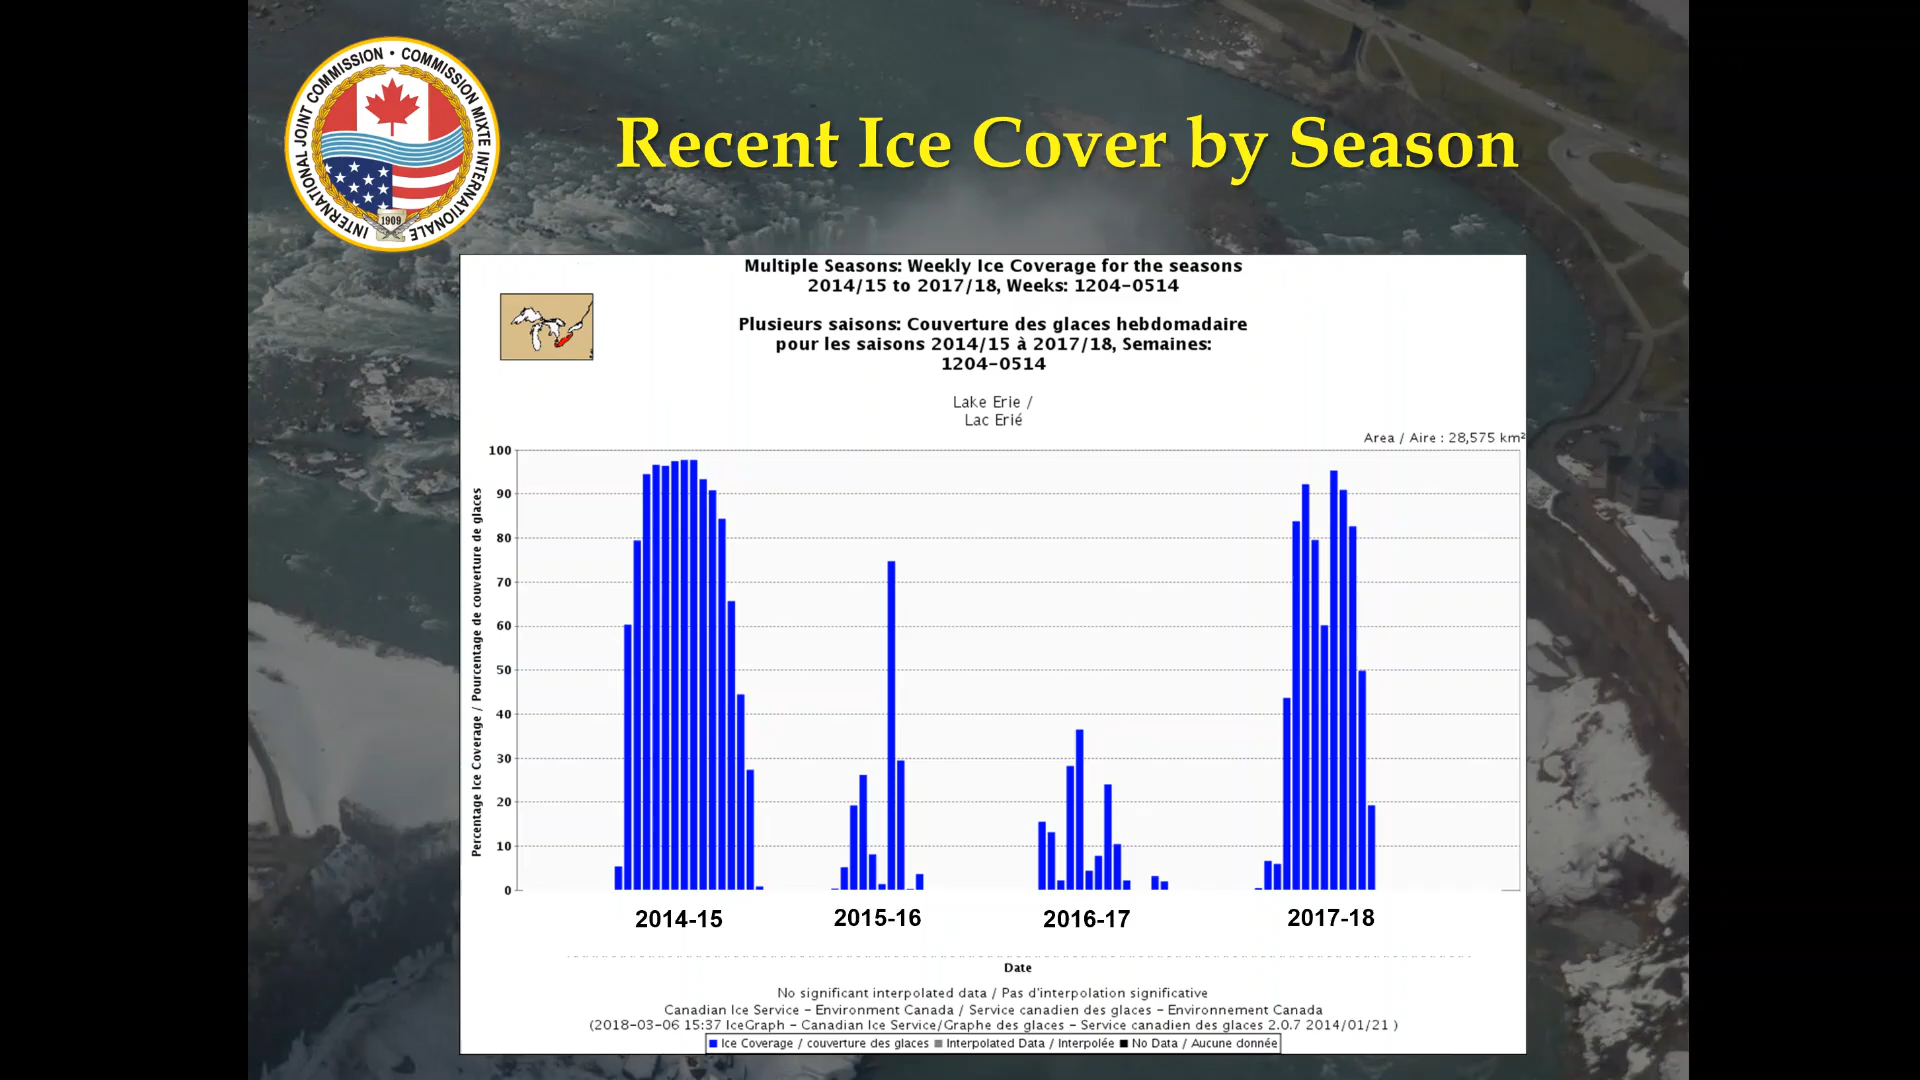 INTERNATIONAL JOINT COMMISSION • COMMISSION MIXTE INTERNATIONALE
1909
Recent Ice Cover by Season
Multiple Seasons: Weekly Ice Coverage for the seasons
2014/15 to 2017/18, Weeks: 1204-0514
Plusieurs saisons: Couverture des glaces hebdomadaire
pour les saisons 2014/15 à 2017/18, Semaines:
1204-0514
Lake Erie /
Lac Erié
Area / Aire : 28,575 km²
Percentage Ice Coverage / Pourcentage de couverture de glaces
100
90
80
70
60
50
40
30
20
10
0
2014-15 2015-16 2016-17 2017-18
Date
No significant interpolated data / Pas d'interpolation significative
Canadian Ice Service - Environment Canada / Service canadien des glaces - Environnement Canada
(2018-03-06 15:37 IceGraph - Canadian Ice Service/Graphe des glaces - Service canadien des glaces 2.0.7 2014/01/21 )
Ice Coverage / couverture des glaces Interpolated Data / Interpolée No Data / Aucune donnée